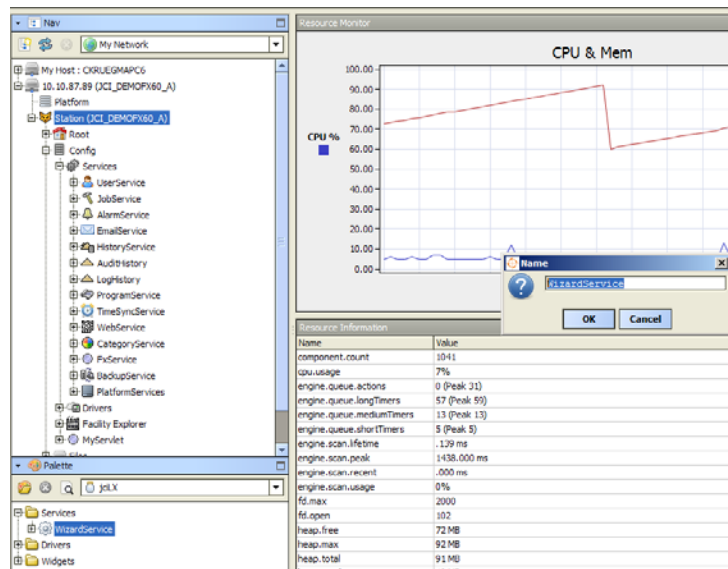 Nav
My Network
My Host : CKRUEGMAPC6
10.10.87.89 (JCI_DEMOFX60_A)
Platform
Station (JCI_DEMOFX60_A)
Root
Config
Services
UserService
JobService
AlarmService
EmailService
HistoryService
AuditHistory
LogHistory
ProgramService
TimeSyncService
WebService
CategoryService
FxService
BackupService
PlatformServices
Drivers
Facility Explorer
MyServlet
Palette
Services
WizardService
Drivers
Widgets
Resource Monitor
CPU & Mem
100.00
90.00
80.00
70.00
60.00
50.00
40.00
30.00
20.00
10.00
0.00
CPU %
Name
WizardService
OK
Cancel
Resource Information
Name Value
component.count 1041
cpu.usage 7%
engine.queue.actions 0 (Peak 31)
engine.queue.longTimers 57 (Peak 59)
engine.queue.mediumTimers 13 (Peak 13)
engine.queue.shortTimers 5 (Peak 5)
engine.scan.lifetime .139 ms
engine.scan.peak 1438.000 ms
engine.scan.recent .000 ms
engine.scan.usage 0%
fd.max 2000
fd.open 102
heap.free 72 MB
heap.max 92 MB
heap.total 91 MB